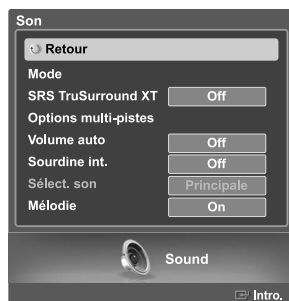 Son
Retour
Mode
SRS TruSurround XT Off
Options multi-pistes
Volume auto Off
Sourdine int. Off
Sélect. son Principale
Mélodie On
Sound
Intro.